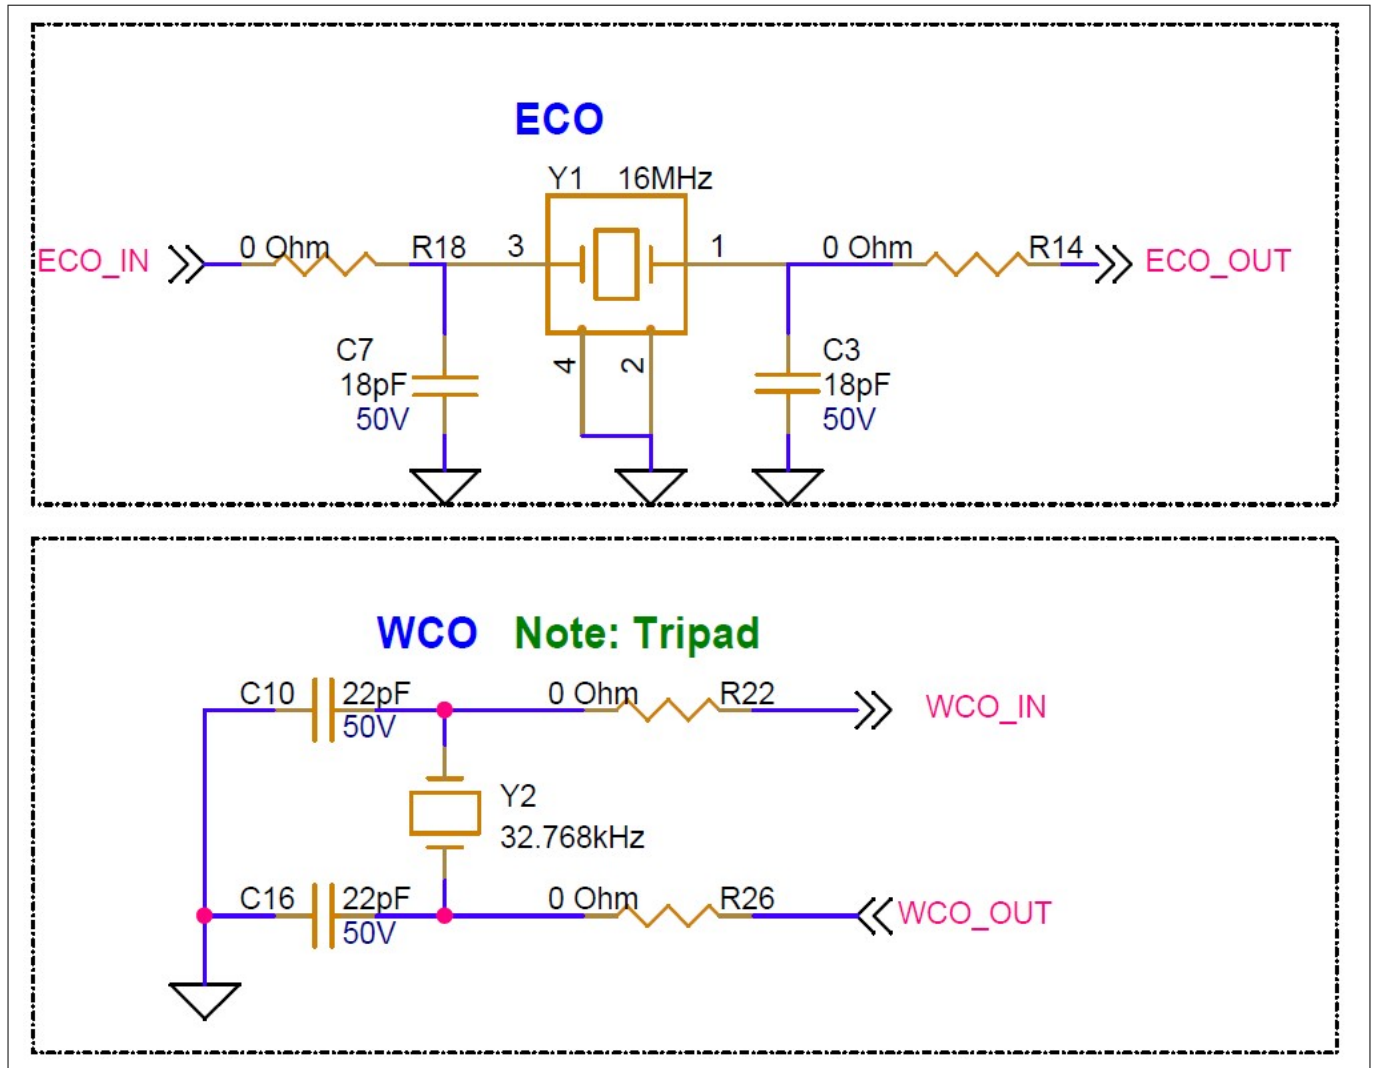 ECO
Y1 16MHz
ECO_IN 0 Ohm R18 3 1 0 Ohm R14 ECO_OUT
4 2
C7 C3
18pF 18pF
50V 50V
WCO Note: Tripad
C10 22pF 0 Ohm R22 WCO_IN
50V
Y2
32.768kHz
C16 22pF 0 Ohm R26 WCO_OUT
50V